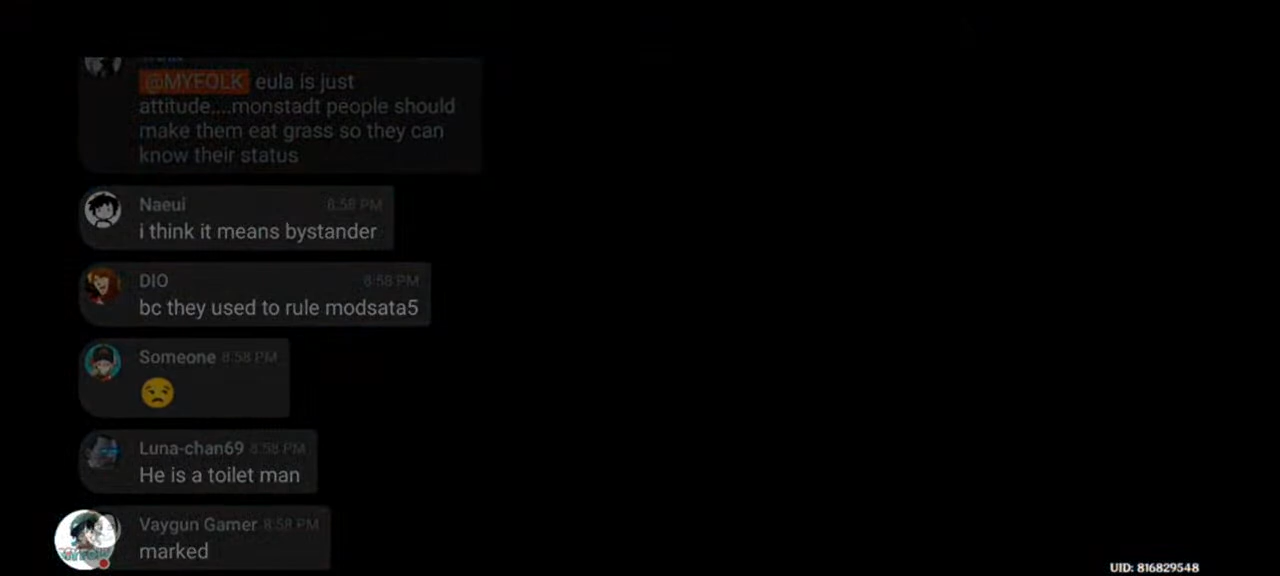 @MYFOLK eula is just
attitude....monstadt people should
make them eat grass so they can
know their status
Naeui 8:58 PM
i think it means bystander
DIO 8:58 PM
bc they used to rule modsata5
Someone 8:58 PM
😒
Luna-chan69 8:58 PM
He is a toilet man
Vaygun Gamer 8:58 PM
marked
MYFOLK
UID: 816829548